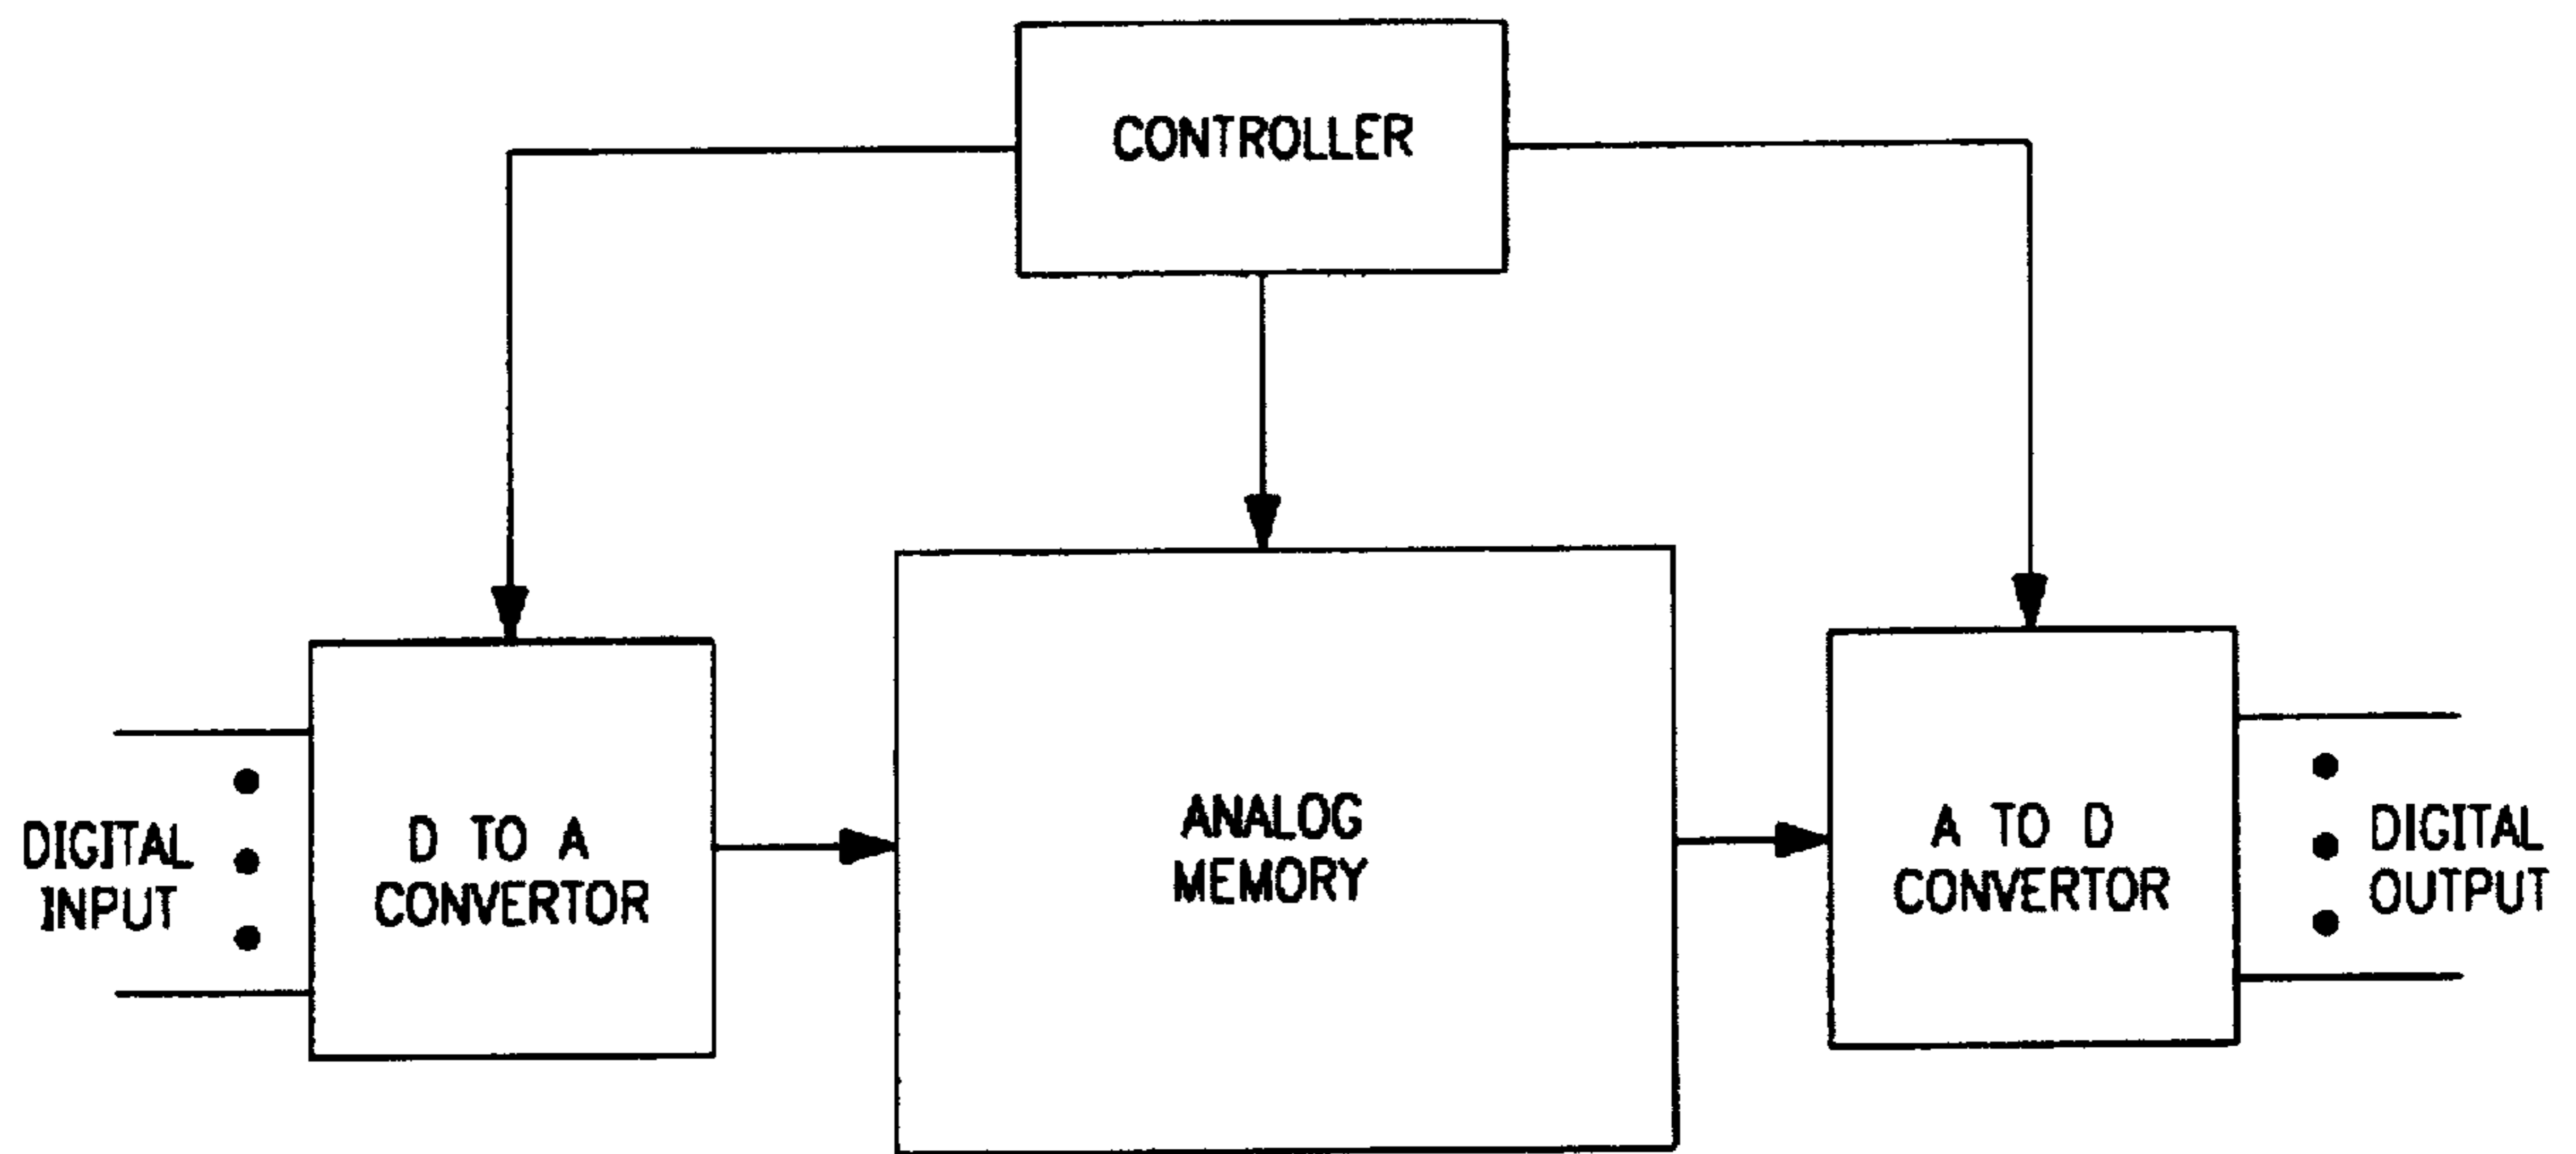 CONTROLLER
DIGITAL
INPUT
D TO A
CONVERTOR
ANALOG
MEMORY
A TO D
CONVERTOR
DIGITAL
OUTPUT